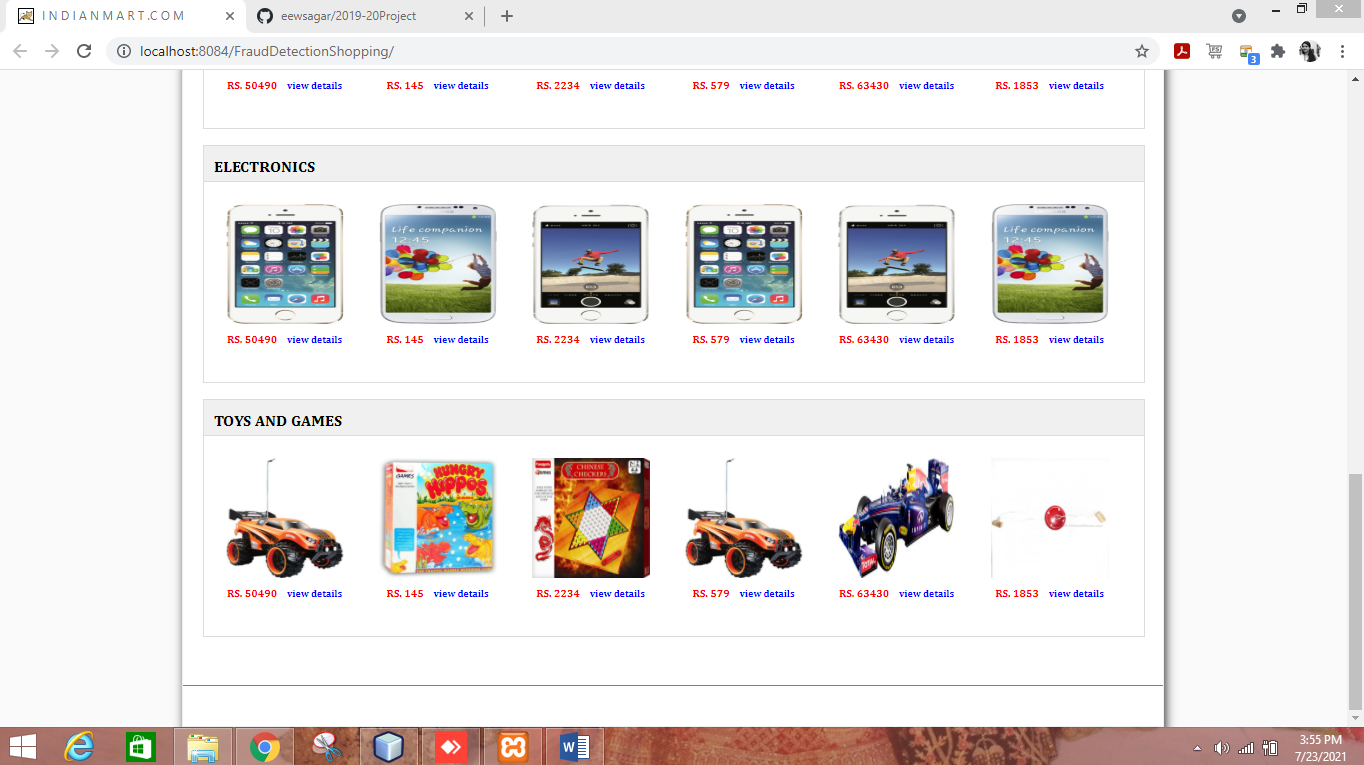 I N D I A N M A R T . C O M
eewsagar/2019-20Project
localhost:8084/FraudDetectionShopping/
3
RS. 50490 view details RS. 145 view details RS. 2234 view details RS. 579 view details RS. 63430 view details RS. 1853 view details
ELECTRONICS
Life companion
12:45
Life companion
12:45
RS. 50490 view details RS. 145 view details RS. 2234 view details RS. 579 view details RS. 63430 view details RS. 1853 view details
TOYS AND GAMES
GAMES
HUNGRY
HIPPOS
Games
CHINESE
CHECKERS
RS. 50490 view details RS. 145 view details RS. 2234 view details RS. 579 view details RS. 63430 view details RS. 1853 view details
3:55 PM
7/23/2021